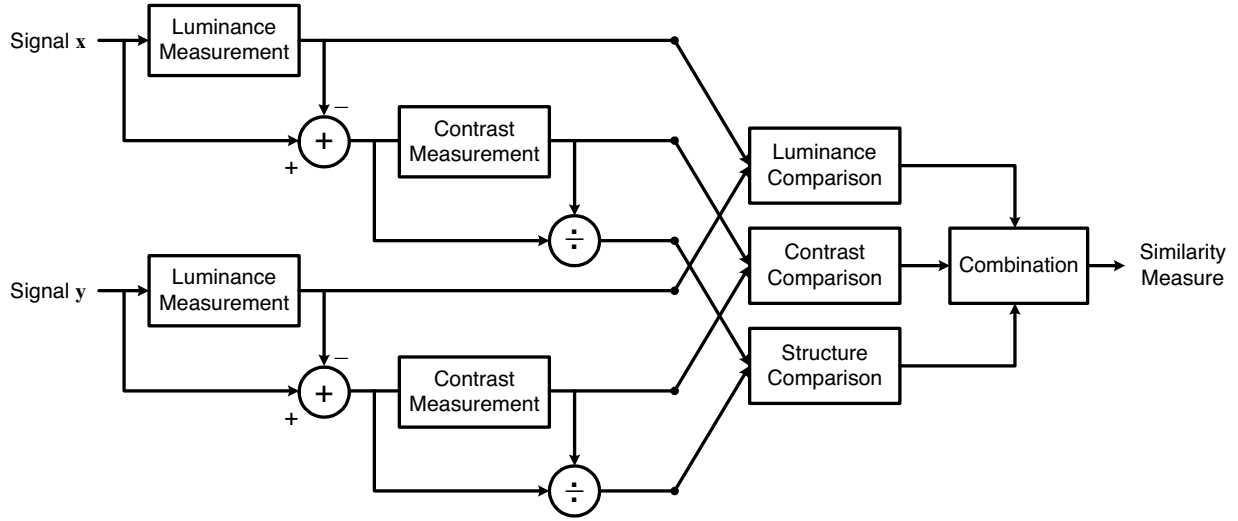 Signal x
Luminance
Measurement
−
+
+
Contrast
Measurement
÷
Signal y
Luminance
Measurement
−
+
+
Contrast
Measurement
÷
Luminance
Comparison
Contrast
Comparison
Structure
Comparison
Combination
Similarity
Measure